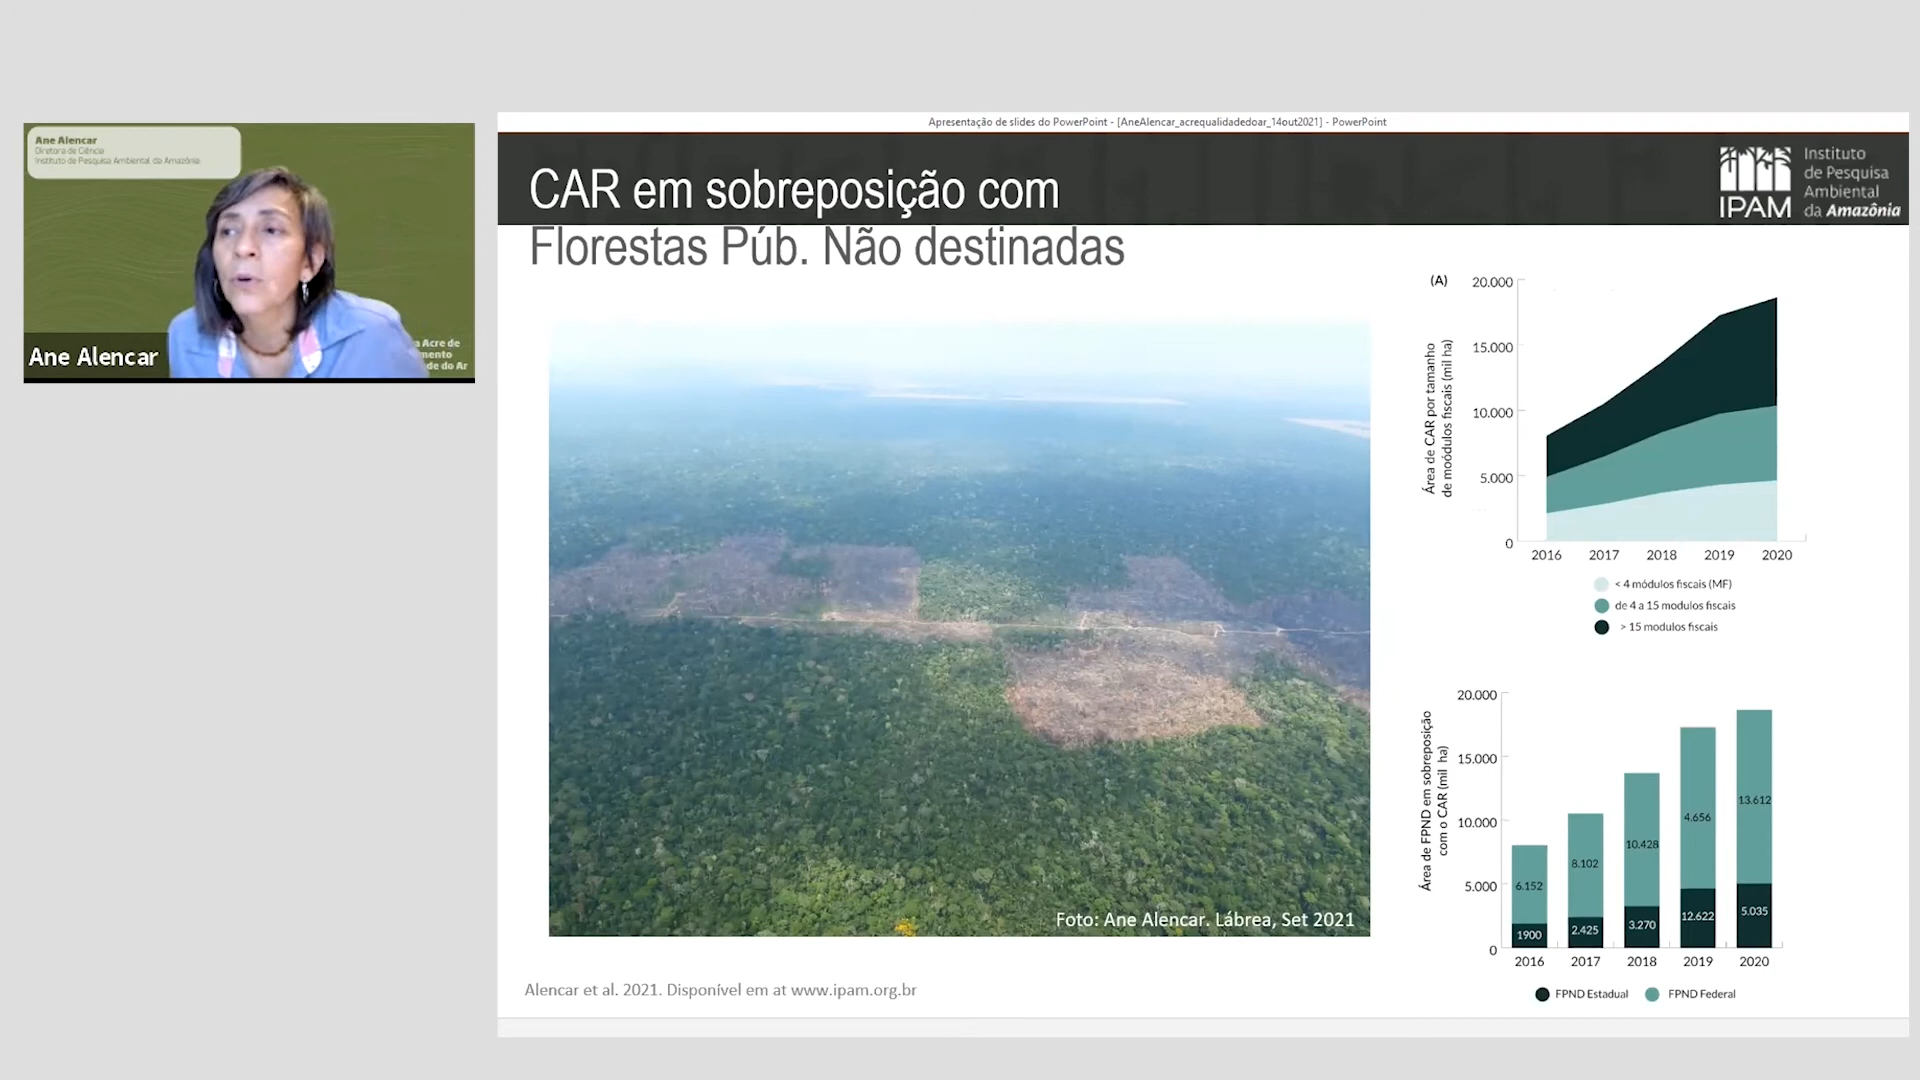 Ane Alencar
Diretora de Ciência
Instituto de Pesquisa Ambiental da Amazônia
a Acre de
mento
de do Ar
Ane Alencar
Apresentação de slides do PowerPoint - [AneAlencar_acrequalidadedoar_14out2021] - PowerPoint
CAR em sobreposição com
Florestas Púb. Não destinadas
IPAM
Instituto
de Pesquisa
Ambiental
da Amazônia
Foto: Ane Alencar. Lábrea, Set 2021
Alencar et al. 2021. Disponível em at www.ipam.org.br
(A)
Área de CAR por tamanho
de moódulos fiscais (mil ha)
20.000
15.000
10.000
5.000
0
2016 2017 2018 2019 2020
< 4 módulos fiscais (MF)
de 4 a 15 modulos fiscais
> 15 modulos fiscais
Área de FPND em sobreposição
com o CAR (mil ha)
20.000
15.000
10.000
5.000
0
6.152 8.102 10.428 4.656 13.612
1900 2.425 3.270 12.622 5.035
2016 2017 2018 2019 2020
FPND Estadual FPND Federal